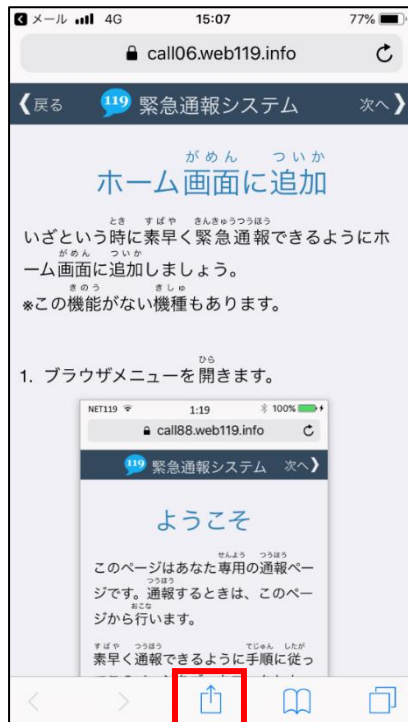 メール 4G 15:07 77%
call06.web119.info
戻る 119 緊急通報システム 次へ
がめん ついか
ホーム画面に追加
とき すばや きんきゅうつうほう
いざという時に素早く緊急通報できるようにホ
がめん ついか
ーム画面に追加しましょう。
きのう きしゅ
※この機能がない機種もあります。
ひら
1. ブラウザメニューを開きます。
NET119 1:19 100%
call88.web119.info
119 緊急通報システム 次へ
ようこそ
せんよう つうほう
このページはあなた専用の通報ペー
つうほう
ジです。通報するときは、このペー
おこな
ジから行います。
すばや つうほう てじゅん したが
素早く通報できるように手順に従っ